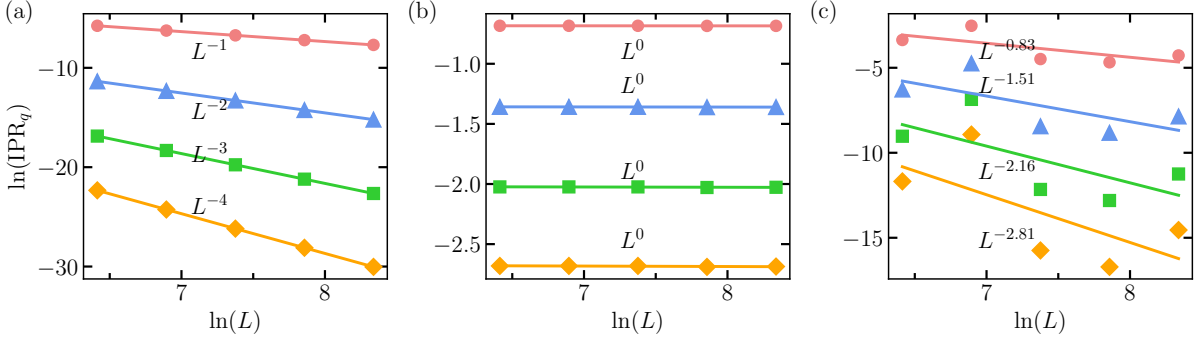 (a)
ln(IPR_q)
−10
−20
−30
L^{−1}
L^{−2}
L^{−3}
L^{−4}
7
8
ln(L)
(b)
−1.0
−1.5
−2.0
−2.5
L^0
L^0
L^0
L^0
7
8
ln(L)
(c)
−5
−10
−15
L^{−0.83}
L^{−1.51}
L^{−2.16}
L^{−2.81}
7
8
ln(L)